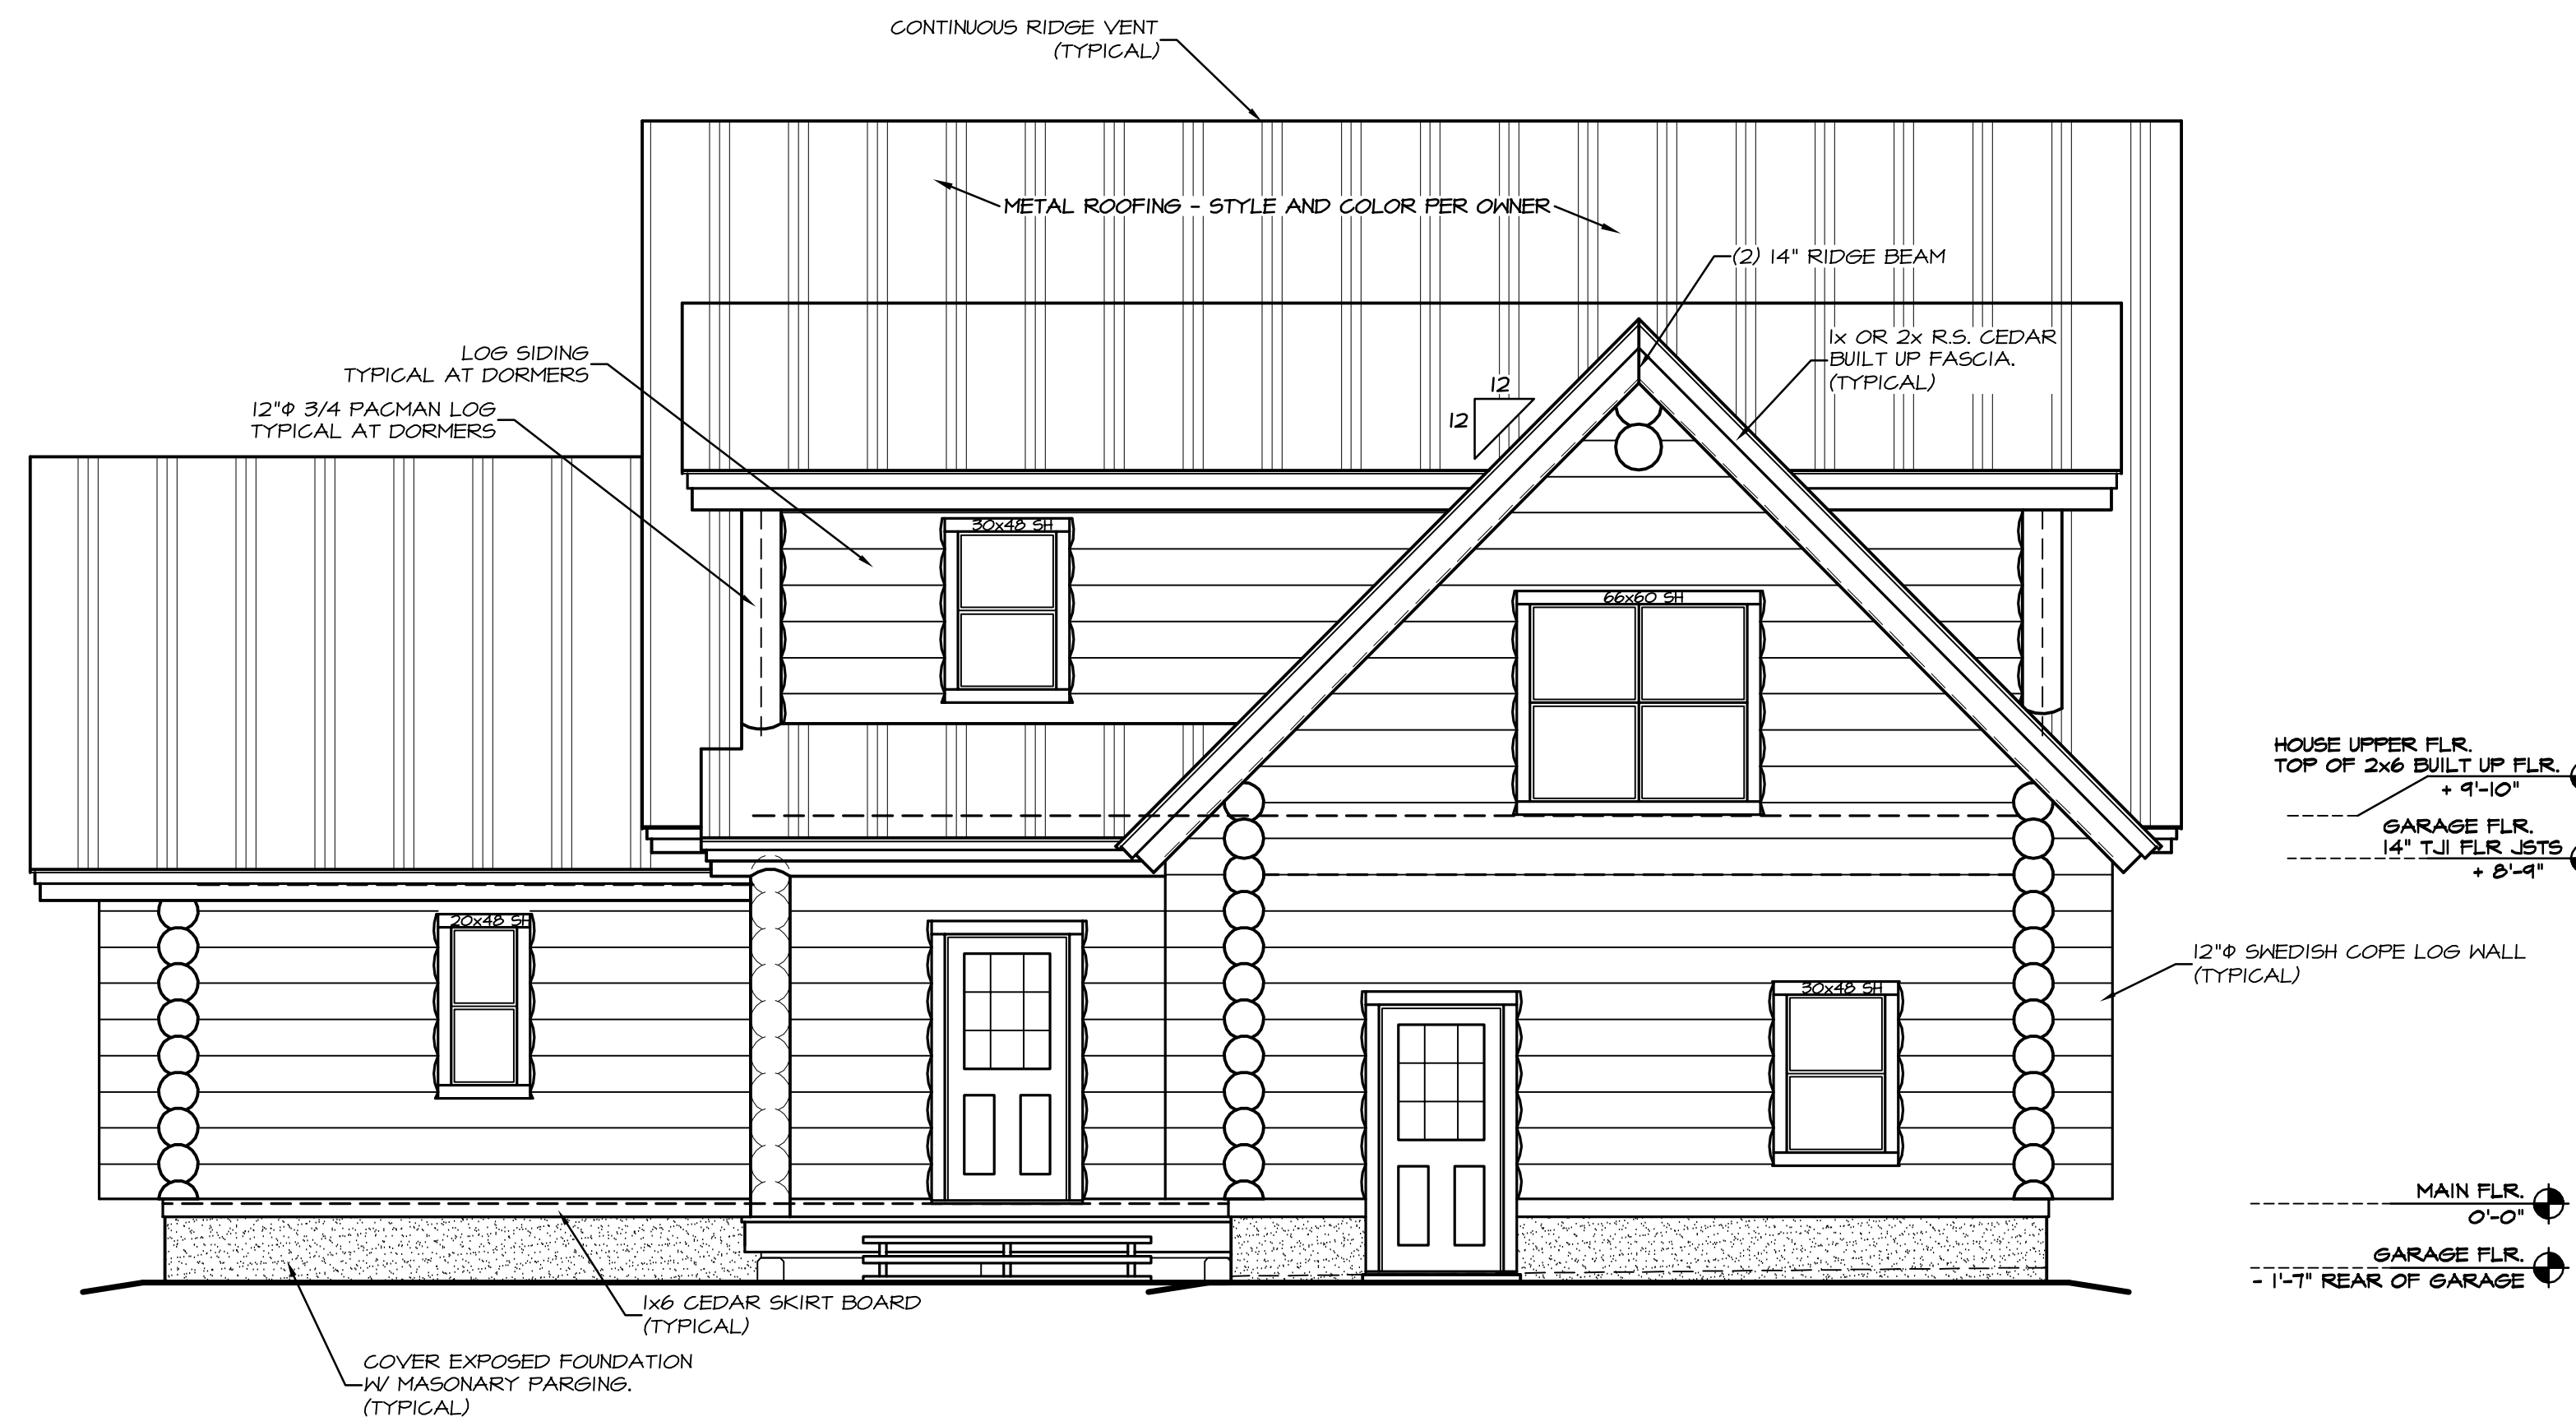 CONTINUOUS RIDGE VENT
(TYPICAL)
METAL ROOFING - STYLE AND COLOR PER OWNER
(2) 14" RIDGE BEAM
1x OR 2x R.S. CEDAR
BUILT UP FASCIA.
(TYPICAL)
LOG SIDING
TYPICAL AT DORMERS
12"Φ 3/4 PACMAN LOG
TYPICAL AT DORMERS
12
12
30x48 SH
66x60 SH
HOUSE UPPER FLR.
TOP OF 2x6 BUILT UP FLR.
+ 9'-10"
GARAGE FLR.
14" TJI FLR JSTS
+ 8'-9"
20x48 SH
12"Φ SWEDISH COPE LOG WALL
(TYPICAL)
30x48 SH
MAIN FLR.
0'-0"
GARAGE FLR.
- 1'-7" REAR OF GARAGE
1x6 CEDAR SKIRT BOARD
(TYPICAL)
COVER EXPOSED FOUNDATION
W/ MASONARY PARGING.
(TYPICAL)